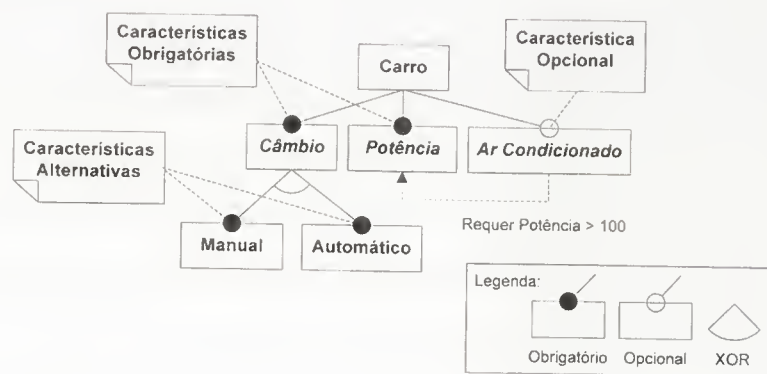 Características
Obrigatórias
Carro
Característica
Opcional
Características
Alternativas
Câmbio
Potência
Ar Condicionado
Manual
Automático
Requer Potência > 100
Legenda:
Obrigatório
Opcional
XOR